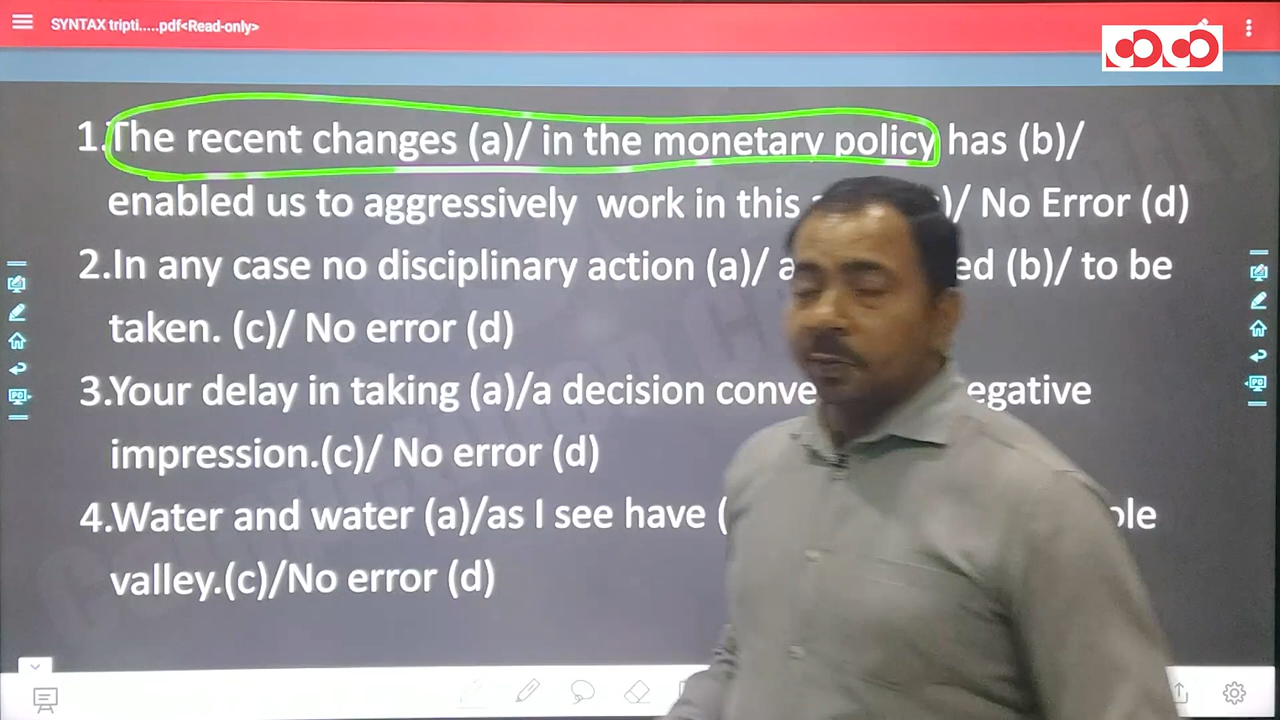 SYNTAX tripti.....pdf<Read-only>
1.The recent changes (a)/ in the monetary policy has (b)/
enabled us to aggressively work in this )/ No Error (d)
2.In any case no disciplinary action (a)/ ed (b)/ to be
taken. (c)/ No error (d)
3.Your delay in taking (a)/a decision egative
impression.(c)/ No error (d)
4.Water and water (a)/as I see have (
valley.(c)/No error (d)